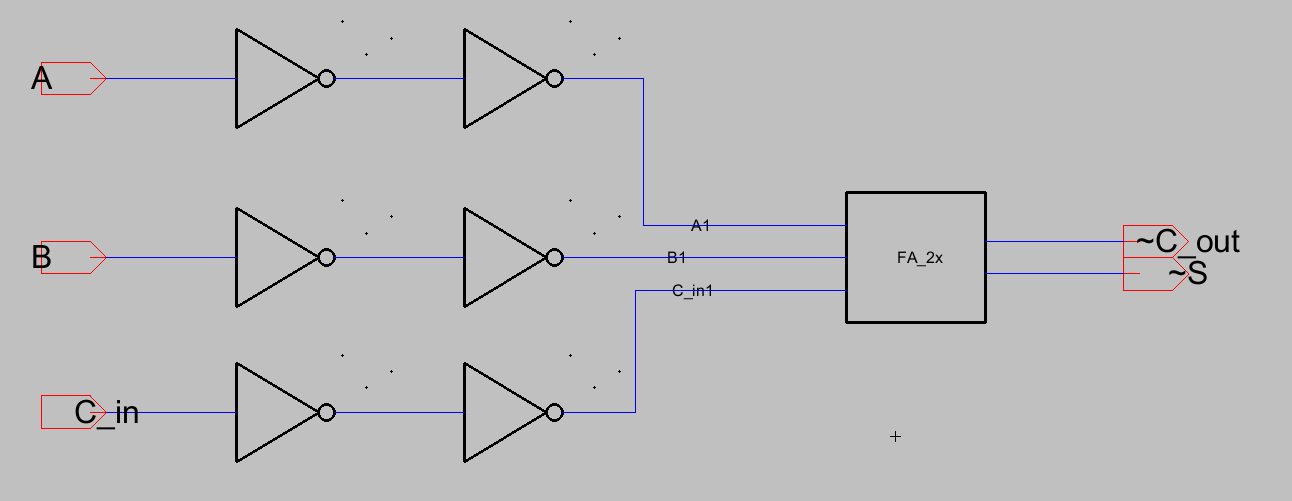 A
A1
B
B1
FA_2x
~C_out
~S
C_in1
C_in